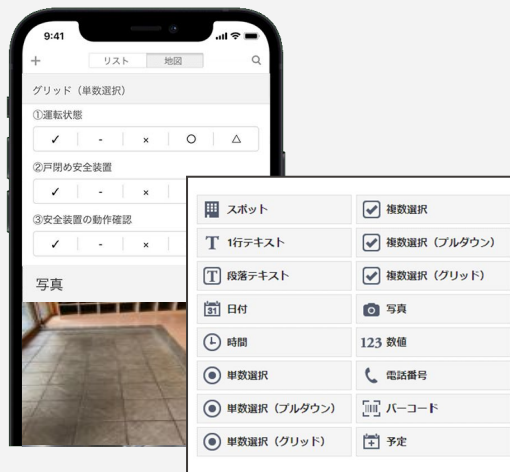 9:41
リスト 地図
グリッド（単数選択）
①運転状態
✓ - × ○ △
②戸閉め安全装置
✓ - ×
③安全装置の動作確認
✓ - ×
写真
スポット
複数選択
1行テキスト
複数選択（プルダウン）
段落テキスト
複数選択（グリッド）
31 日付
写真
時間
123 数値
単数選択
電話番号
単数選択（プルダウン）
バーコード
単数選択（グリッド）
予定